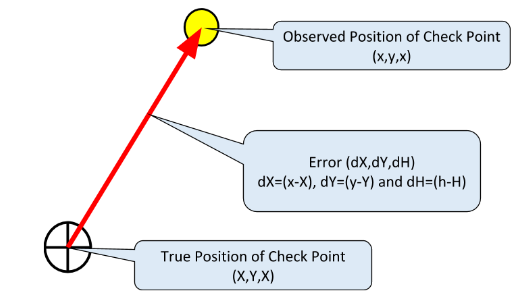 Observed Position of Check Point
(x,y,x)
Error (dX,dY,dH)
dX=(x-X), dY=(y-Y) and dH=(h-H)
True Position of Check Point
(X,Y,X)